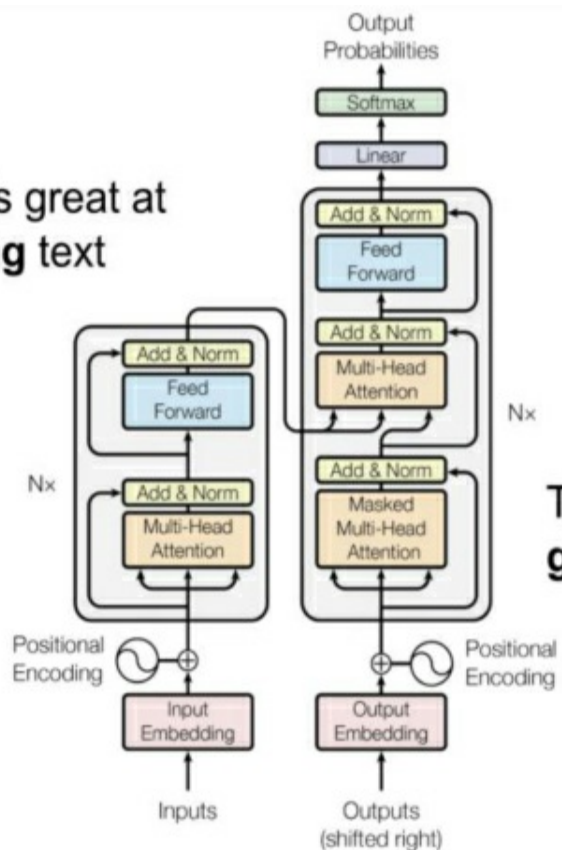 s great at
g text
Output
Probabilities
Softmax
Linear
Add & Norm
Feed
Forward
Add & Norm
Multi-Head
Attention
Nx
Add & Norm
Masked
Multi-Head
Attention
Positional
Encoding
Output
Embedding
Outputs
(shifted right)
Add & Norm
Feed
Forward
Nx
Add & Norm
Multi-Head
Attention
Positional
Encoding
Input
Embedding
Inputs
T
g